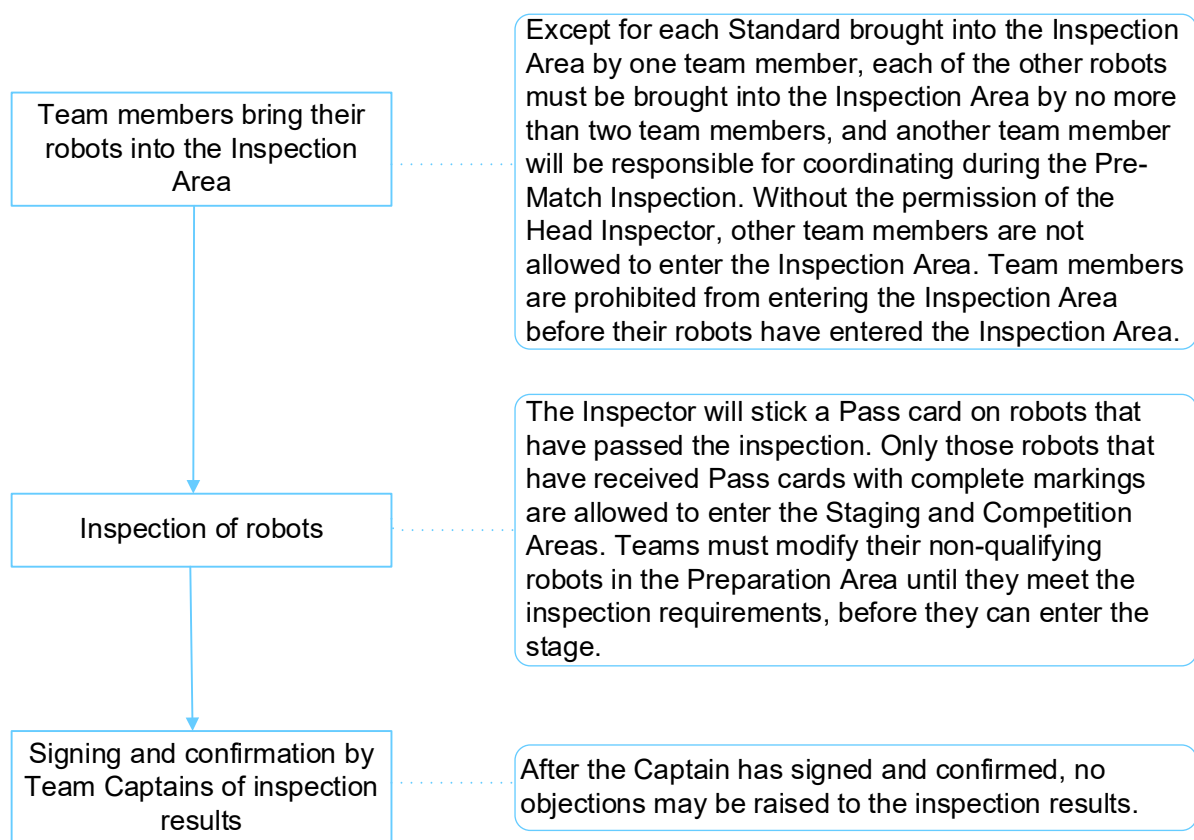 Team members bring their
robots into the Inspection
Area
Except for each Standard brought into the Inspection
Area by one team member, each of the other robots
must be brought into the Inspection Area by no more
than two team members, and another team member
will be responsible for coordinating during the Pre-
Match Inspection. Without the permission of the
Head Inspector, other team members are not
allowed to enter the Inspection Area. Team members
are prohibited from entering the Inspection Area
before their robots have entered the Inspection Area.
Inspection of robots
The Inspector will stick a Pass card on robots that
have passed the inspection. Only those robots that
have received Pass cards with complete markings
are allowed to enter the Staging and Competition
Areas. Teams must modify their non-qualifying
robots in the Preparation Area until they meet the
inspection requirements, before they can enter the
stage.
Signing and confirmation by
Team Captains of inspection
results
After the Captain has signed and confirmed, no
objections may be raised to the inspection results.